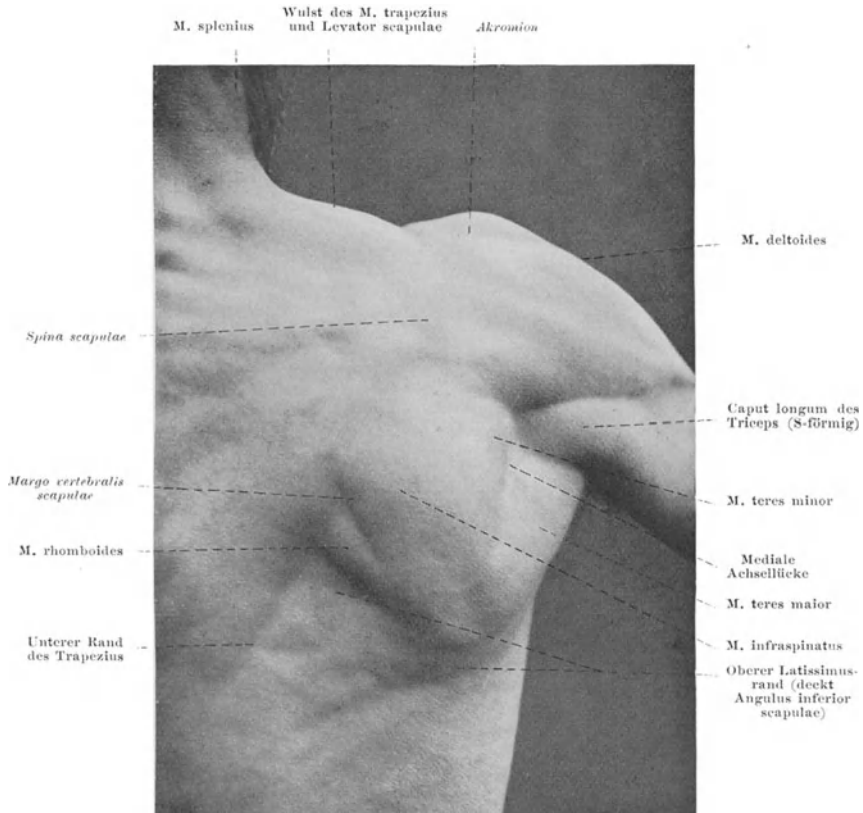 Wulst des M. trapezius
M. splenius und Levator scapulae Akromion
M. deltoides
Spina scapulae
Caput longum des
Triceps (S-förmig)
Margo vertebralis
scapulae
M. teres minor
M. rhomboides
Mediale
Achsellücke
M. teres maior
Unterer Rand
des Trapezius
M. infraspinatus
Oberer Latissimus-
rand (deckt
Angulus inferior
scapulae)